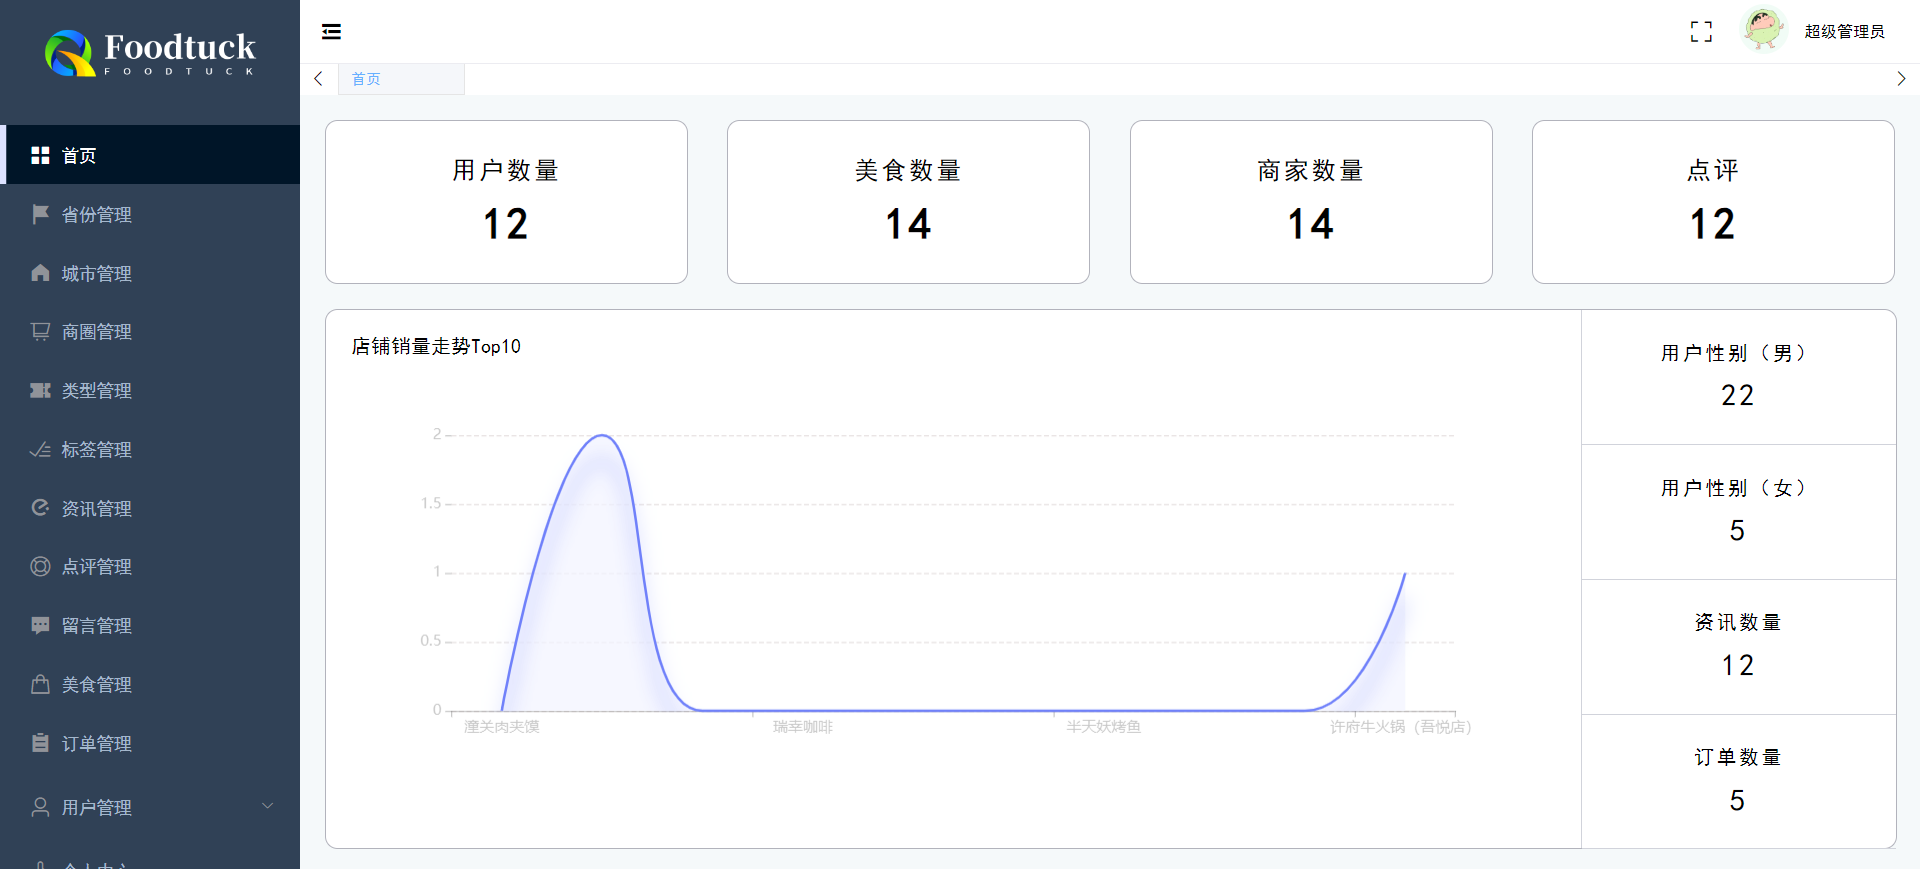 Foodtuck
FOODTUCK
首页
省份管理
城市管理
商圈管理
类型管理
标签管理
资讯管理
点评管理
留言管理
美食管理
订单管理
用户管理
个人中心
超级管理员
首页
用户数量
12
美食数量
14
商家数量
14
点评
12
店铺销量走势Top10
2
1.5
1
0.5
0
潼关肉夹馍
瑞幸咖啡
半天妖烤鱼
许府牛火锅（吾悦店）
用户性别（男）
22
用户性别（女）
5
资讯数量
12
订单数量
5